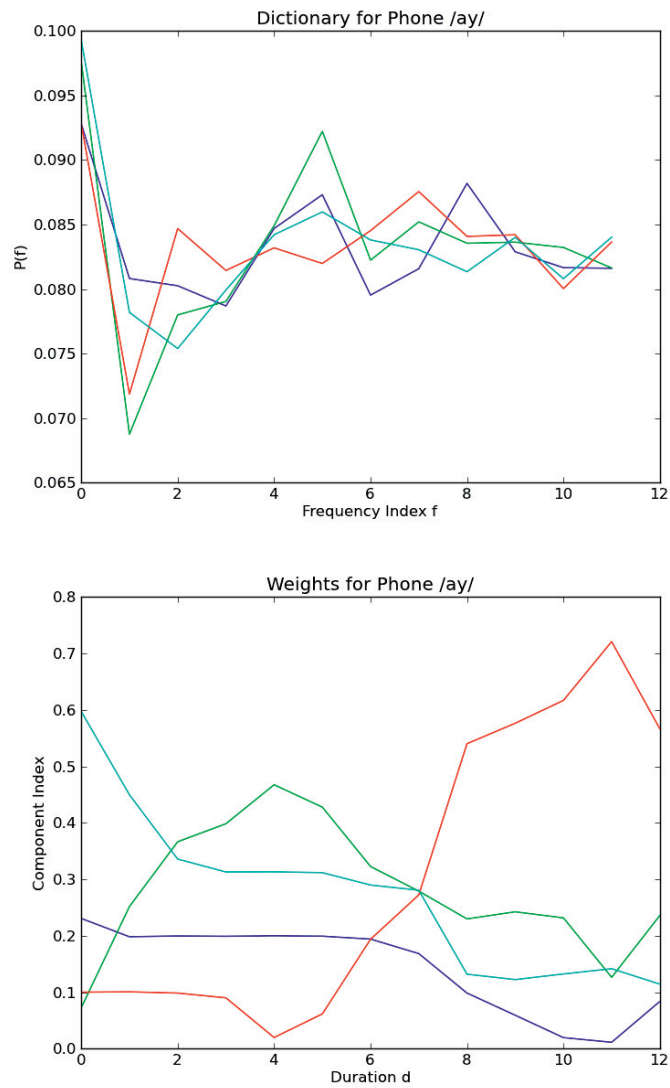 Dictionary for Phone /ay/
0.100
0.095
0.090
0.085
0.080
0.075
0.070
0.065
P(f)
0 2 4 6 8 10 12
Frequency Index f
Weights for Phone /ay/
0.8
0.7
0.6
0.5
0.4
0.3
0.2
0.1
0.0
Component Index
0 2 4 6 8 10 12
Duration d